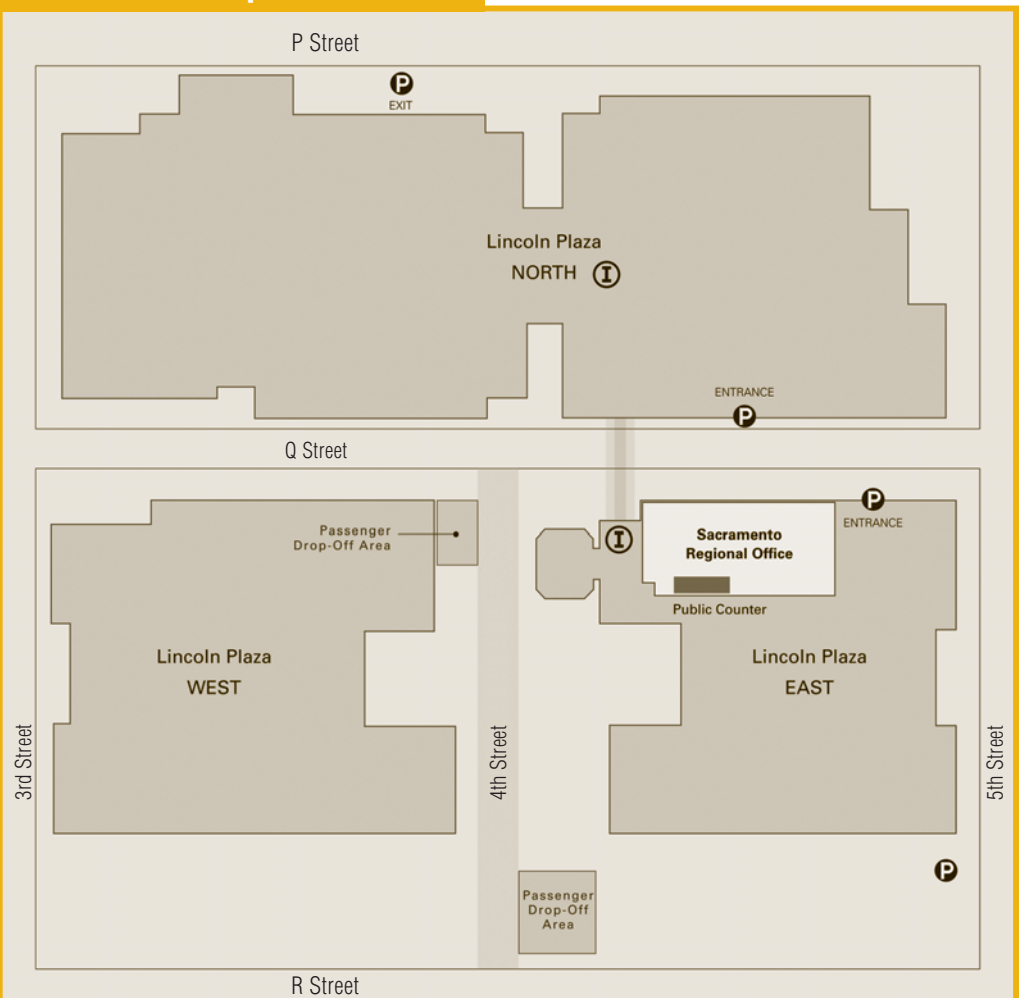 P Street
P
EXIT
Lincoln Plaza
NORTH
I
ENTRANCE
P
Q Street
Passenger
Drop-Off Area
I
Sacramento
Regional Office
Public Counter
P
ENTRANCE
Lincoln Plaza
WEST
Lincoln Plaza
EAST
3rd Street
4th Street
5th Street
P
Passenger
Drop-Off
Area
R Street